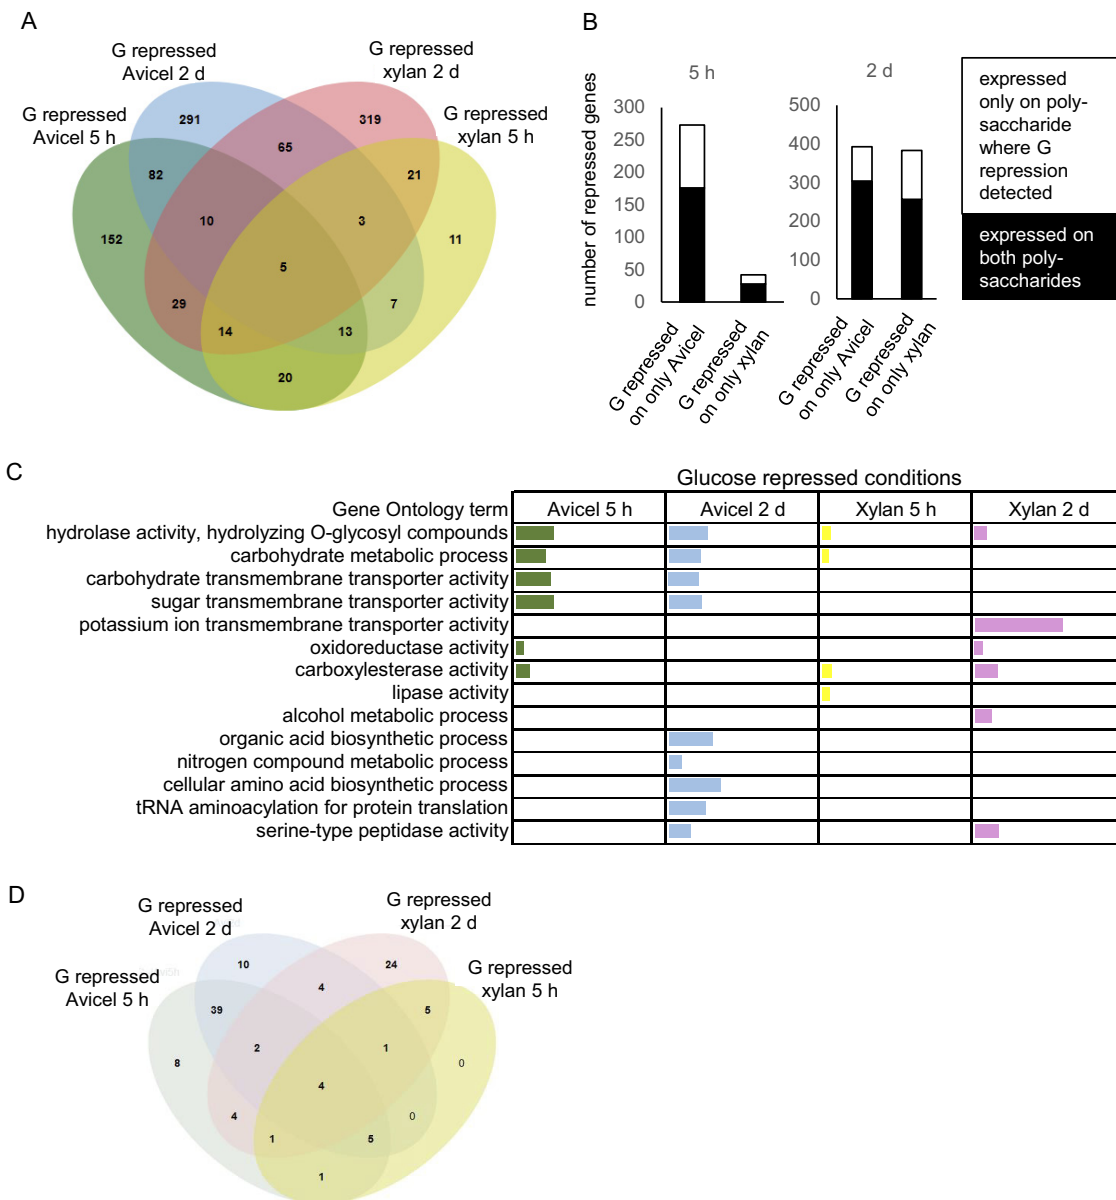 A
G repressed
Avicel 2 d
G repressed
xylan 2 d
G repressed
Avicel 5 h
G repressed
xylan 5 h
291
319
65
82
21
10
3
152
11
5
29
7
14
13
20
B
5 h
2 d
number of repressed genes
300
250
200
150
100
50
0
500
400
300
200
100
0
G repressed
on only Avicel
G repressed
on only xylan
G repressed
on only Avicel
G repressed
on only xylan
expressed
only on poly-
saccharide
where G
repression
detected
expressed on
both poly-
saccharides
C
Glucose repressed conditions
Gene Ontology term Avicel 5 h Avicel 2 d Xylan 5 h Xylan 2 d
hydrolase activity, hydrolyzing O-glycosyl compounds
carbohydrate metabolic process
carbohydrate transmembrane transporter activity
sugar transmembrane transporter activity
potassium ion transmembrane transporter activity
oxidoreductase activity
carboxylesterase activity
lipase activity
alcohol metabolic process
organic acid biosynthetic process
nitrogen compound metabolic process
cellular amino acid biosynthetic process
tRNA aminoacylation for protein translation
serine-type peptidase activity
D
G repressed
Avicel 2 d
G repressed
xylan 2 d
G repressed
Avicel 5 h
G repressed
xylan 5 h
10
24
4
39
5
2
1
8
0
4
4
0
1
5
1